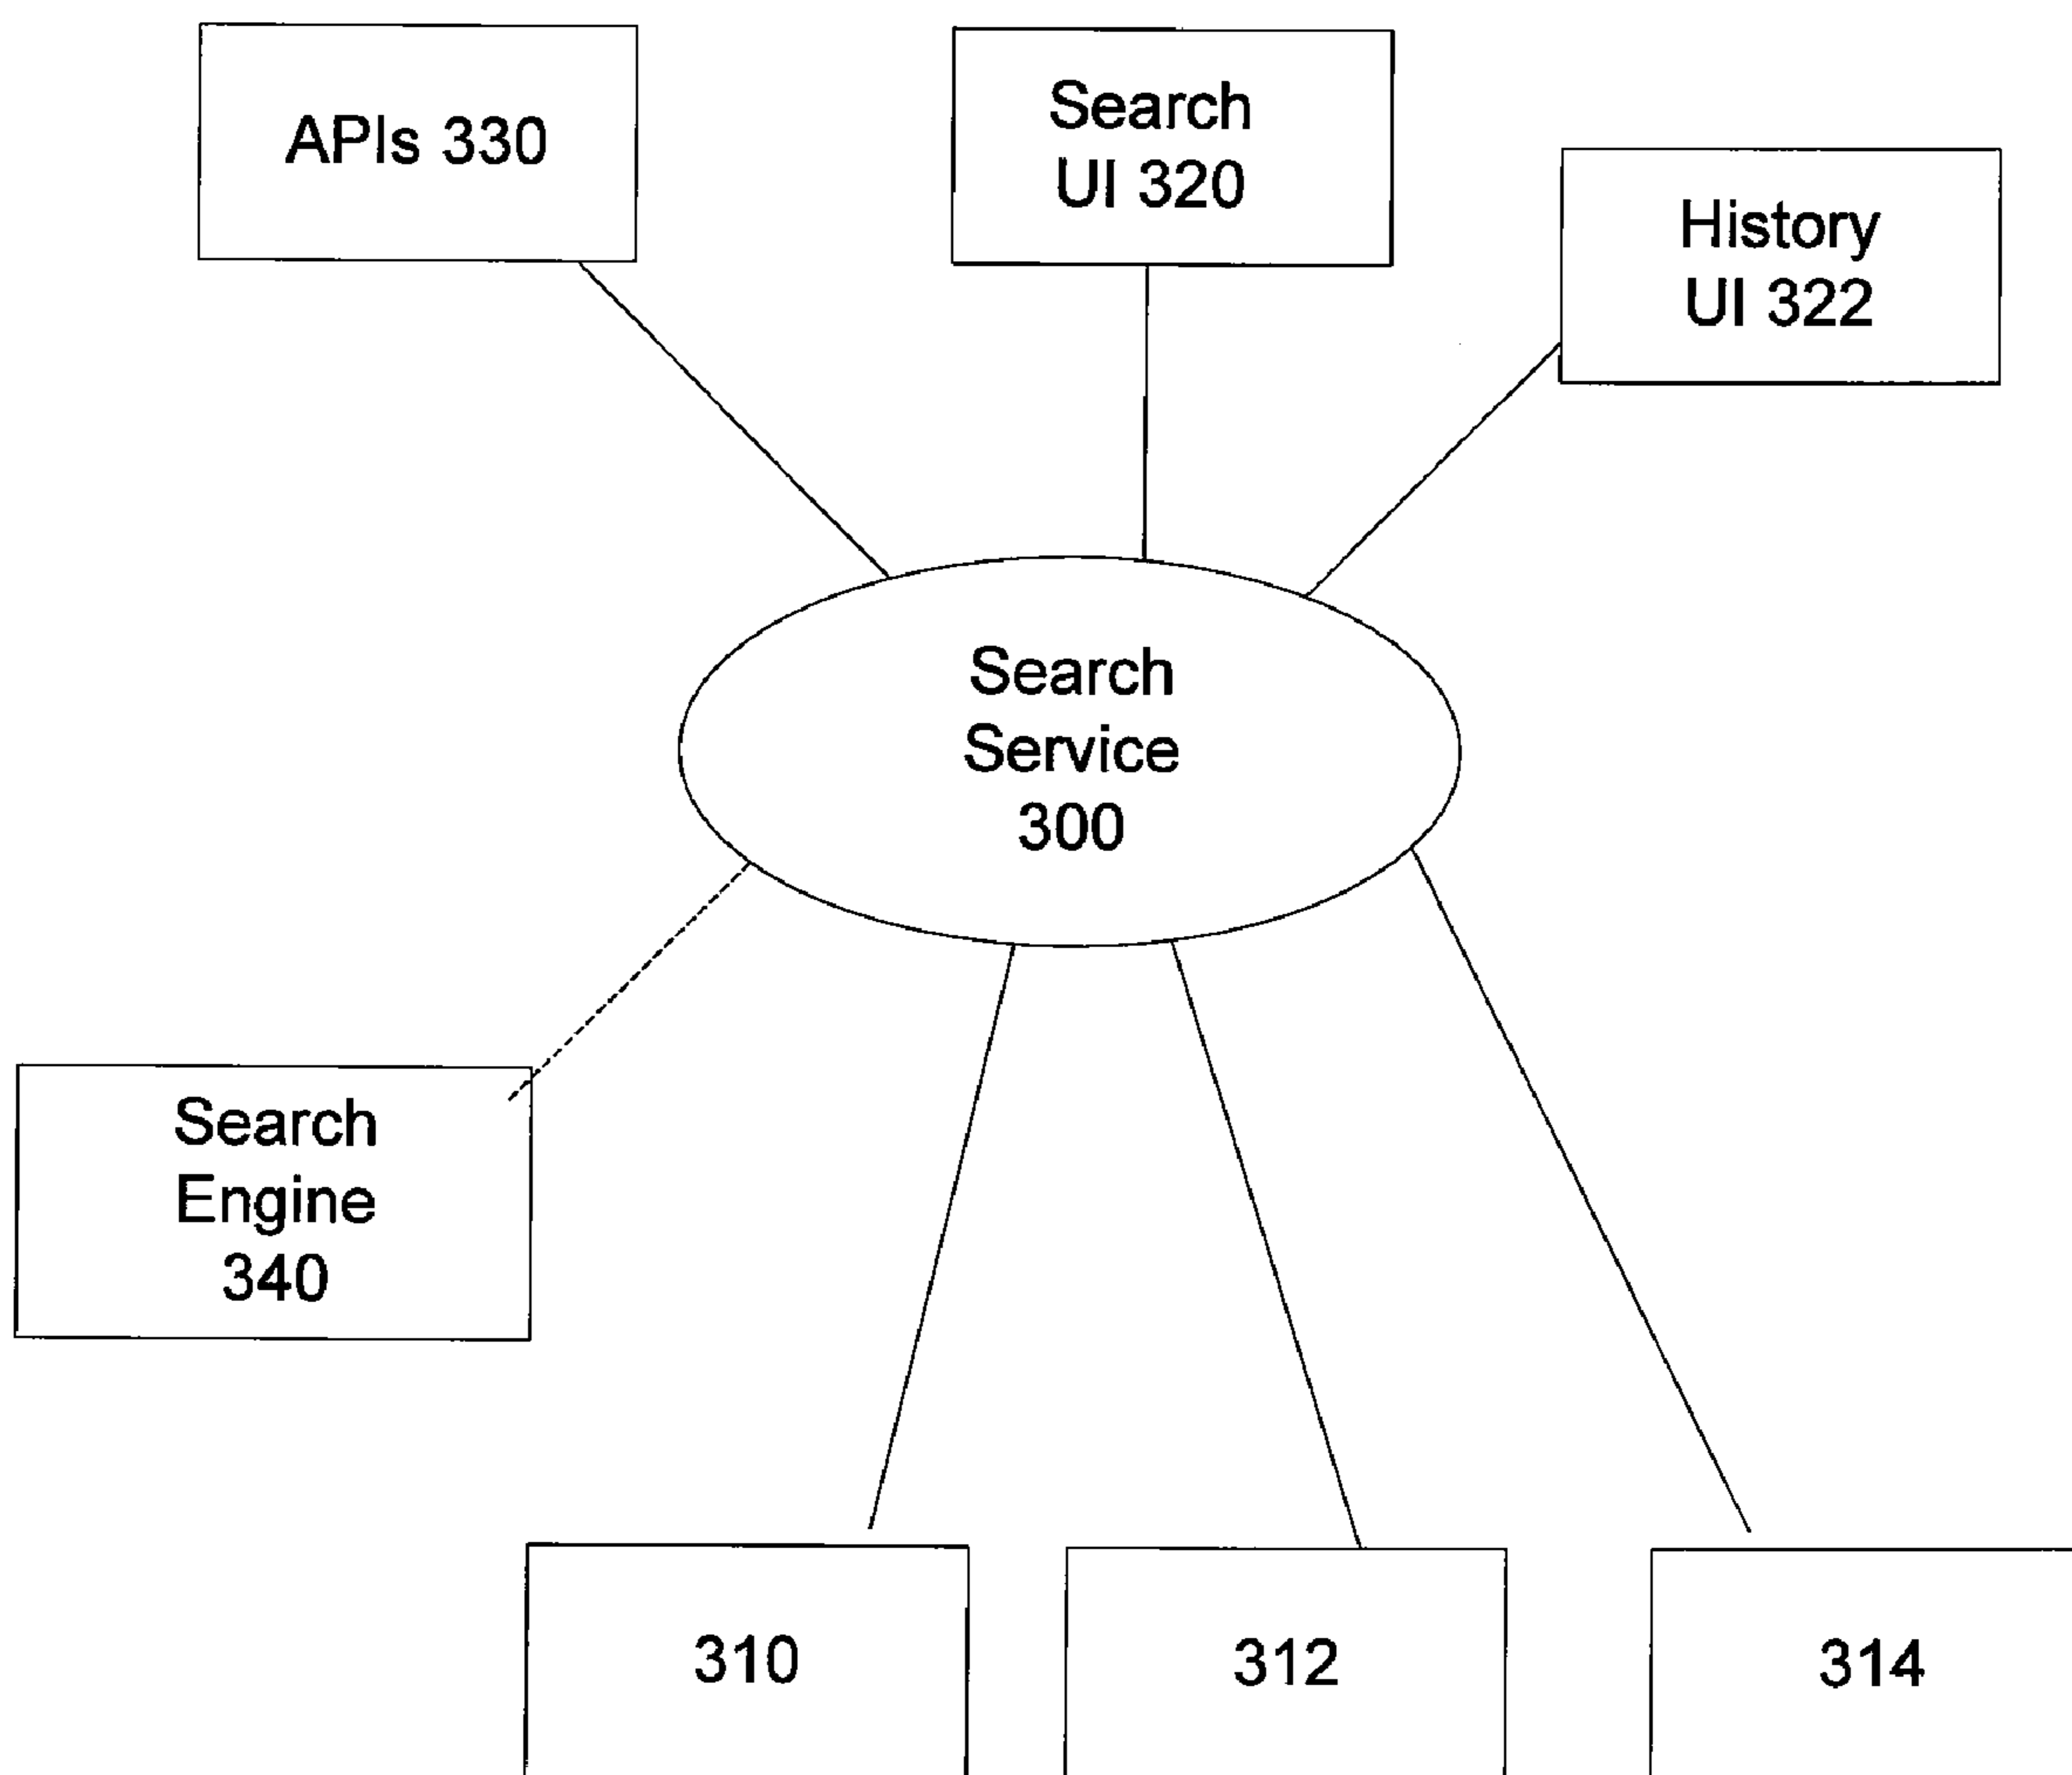 APIs 330
Search
UI 320
History
UI 322
Search
Service
300
Search
Engine
340
310
312
314